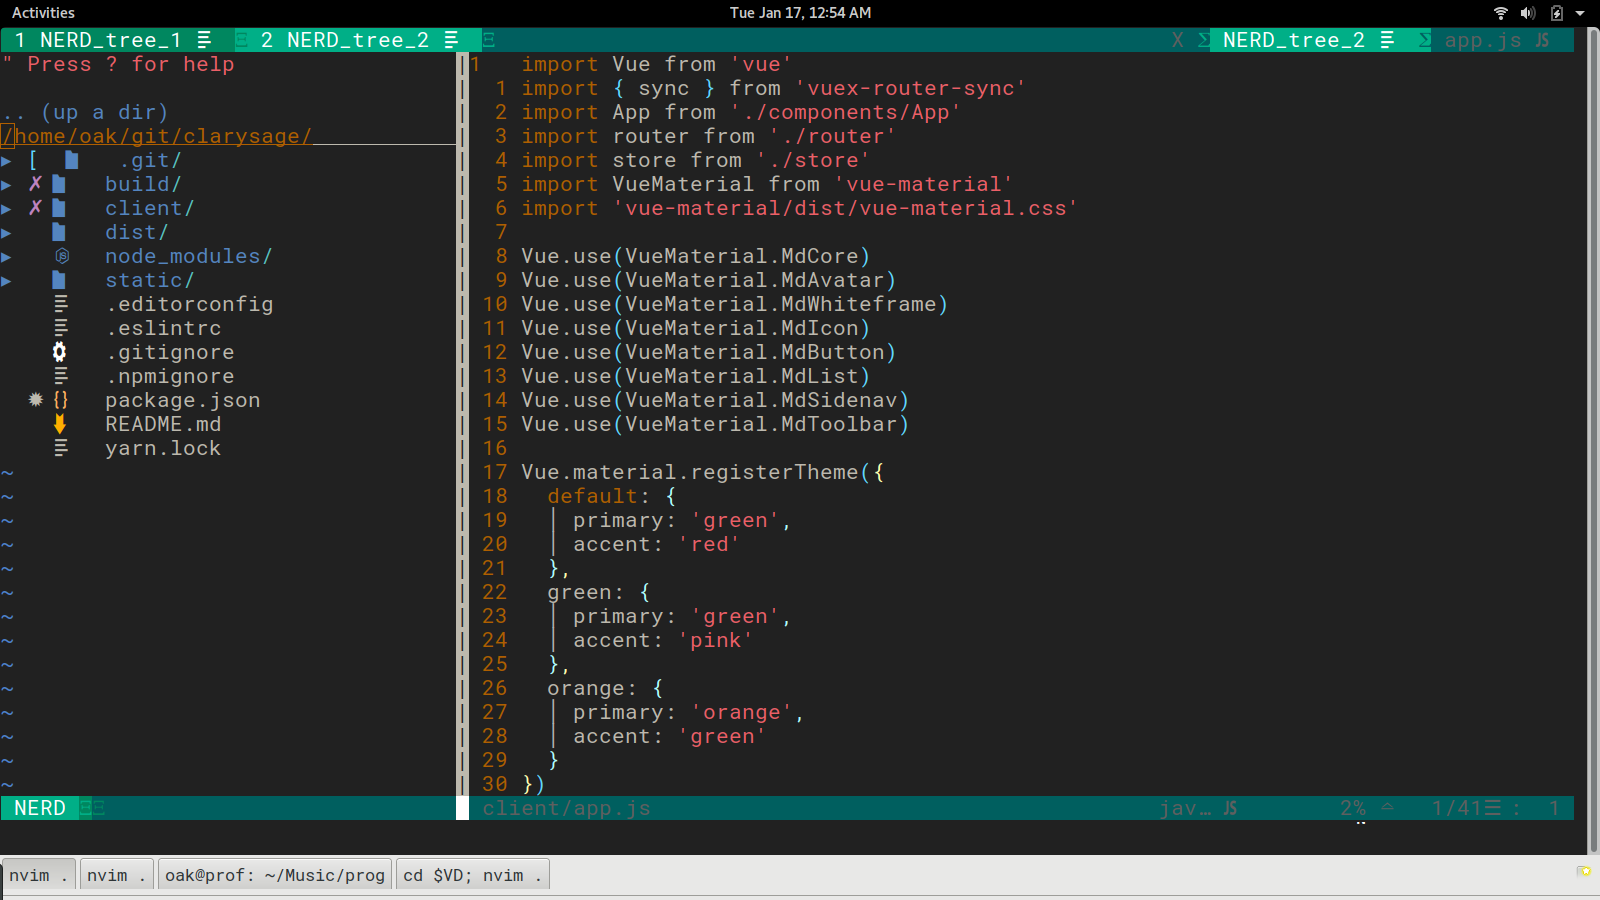 Activities
Tue Jan 17, 12:54 AM
1 NERD_tree_1 2 NERD_tree_2 X NERD_tree_2 app.js JS
" Press ? for help
.. (up a dir)
/home/oak/git/clarysage/
▸ [ .git/
▸ ✗ build/
▸ ✗ client/
▸ dist/
▸ node_modules/
▸ static/
.editorconfig
.eslintrc
.gitignore
.npmignore
✹ {} package.json
README.md
yarn.lock
~
~
~
~
~
~
~
~
~
~
~
~
~
~
1 import Vue from 'vue'
1 import { sync } from 'vuex-router-sync'
2 import App from './components/App'
3 import router from './router'
4 import store from './store'
5 import VueMaterial from 'vue-material'
6 import 'vue-material/dist/vue-material.css'
7
8 Vue.use(VueMaterial.MdCore)
9 Vue.use(VueMaterial.MdAvatar)
10 Vue.use(VueMaterial.MdWhiteframe)
11 Vue.use(VueMaterial.MdIcon)
12 Vue.use(VueMaterial.MdButton)
13 Vue.use(VueMaterial.MdList)
14 Vue.use(VueMaterial.MdSidenav)
15 Vue.use(VueMaterial.MdToolbar)
16
17 Vue.material.registerTheme({
18 default: {
19 | primary: 'green',
20 | accent: 'red'
21 },
22 green: {
23 | primary: 'green',
24 | accent: 'pink'
25 },
26 orange: {
27 | primary: 'orange',
28 | accent: 'green'
29 }
30 })
NERD
client/app.js jav… JS 2% 1/41☰ : 1
nvim . nvim . oak@prof: ~/Music/prog cd $VD; nvim .